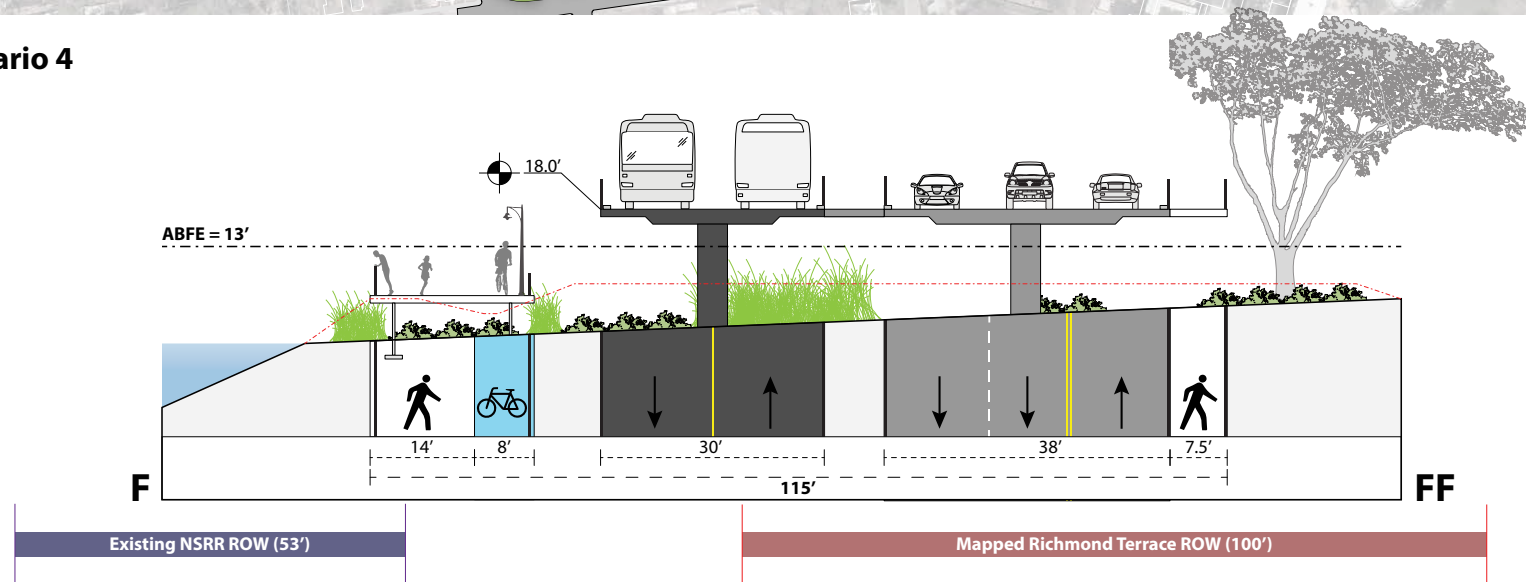 ario 4
18.0’
ABFE = 13’
14’ 8’ 30’ 38’ 7.5’
115’
F FF
Existing NSRR ROW (53’) Mapped Richmond Terrace ROW (100’)